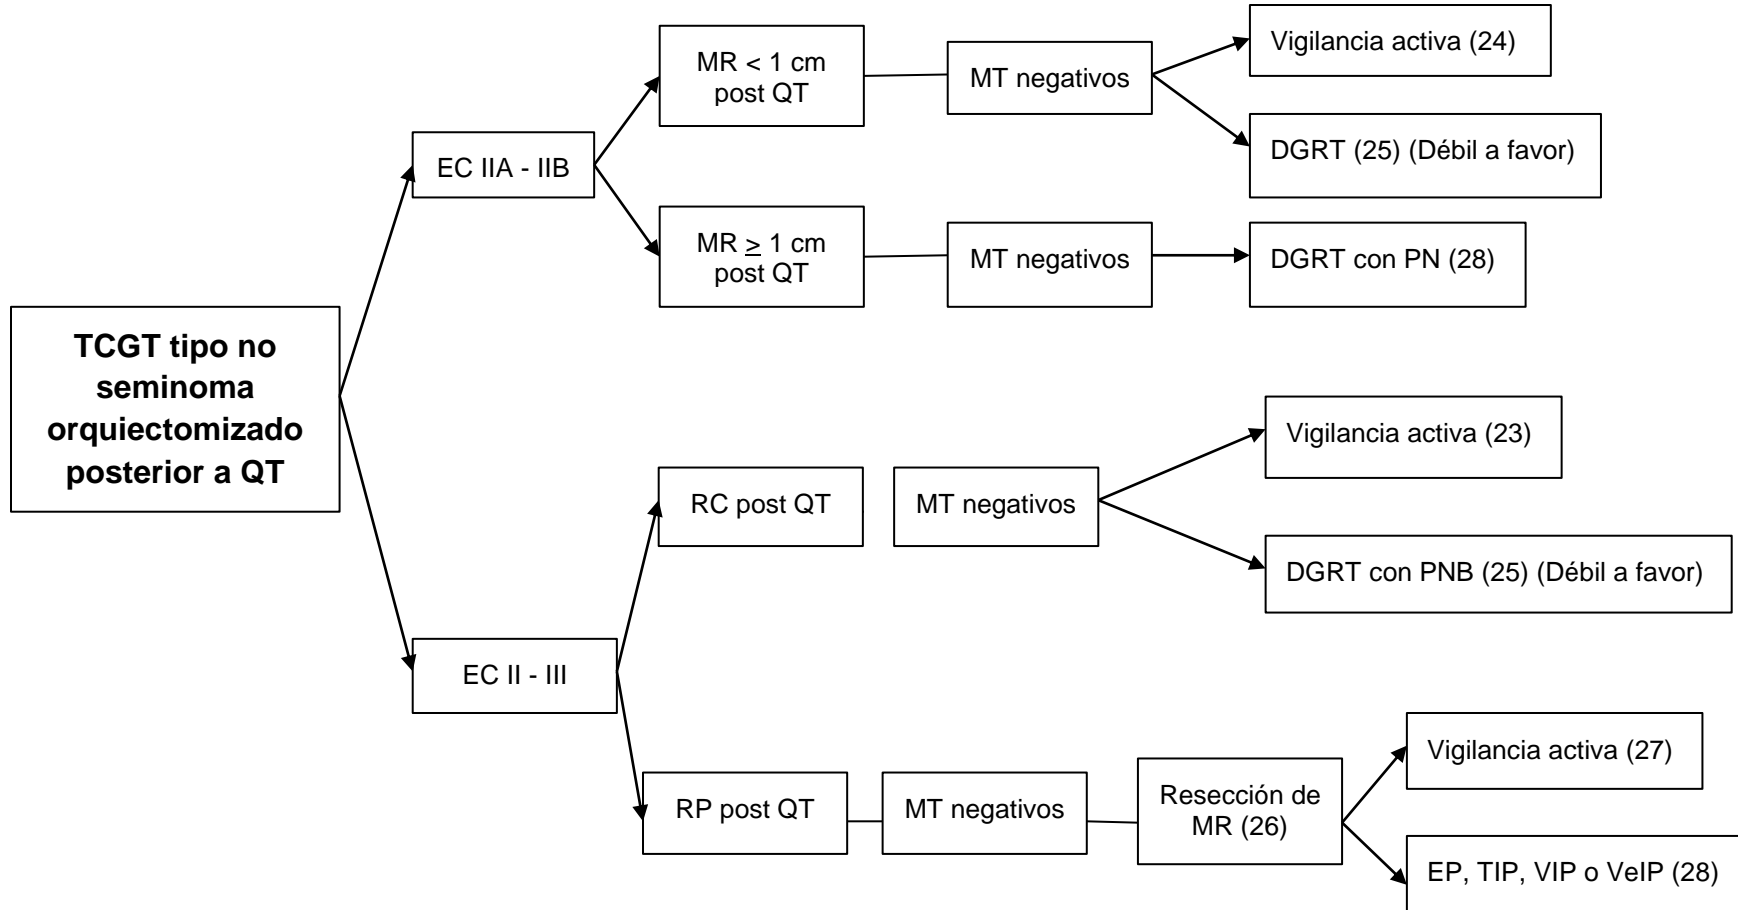 TCGT tipo no
seminoma
orquiectomizado
posterior a QT
EC IIA - IIB
MR < 1 cm
post QT
MT negativos
Vigilancia activa (24)
DGRT (25) (Débil a favor)
MR ≥ 1 cm
post QT
MT negativos
DGRT con PN (28)
EC II - III
RC post QT
MT negativos
Vigilancia activa (23)
DGRT con PNB (25) (Débil a favor)
RP post QT
MT negativos
Resección de
MR (26)
Vigilancia activa (27)
EP, TIP, VIP o VeIP (28)